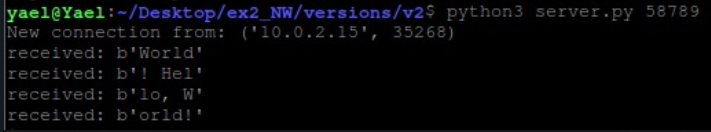 yael@Yael:~/Desktop/ex2_NW/versions/v2$ python3 server.py 58789
New connection from: ('10.0.2.15', 35268)
received: b'World'
received: b'! Hel'
received: b'lo, W'
received: b'orld!'